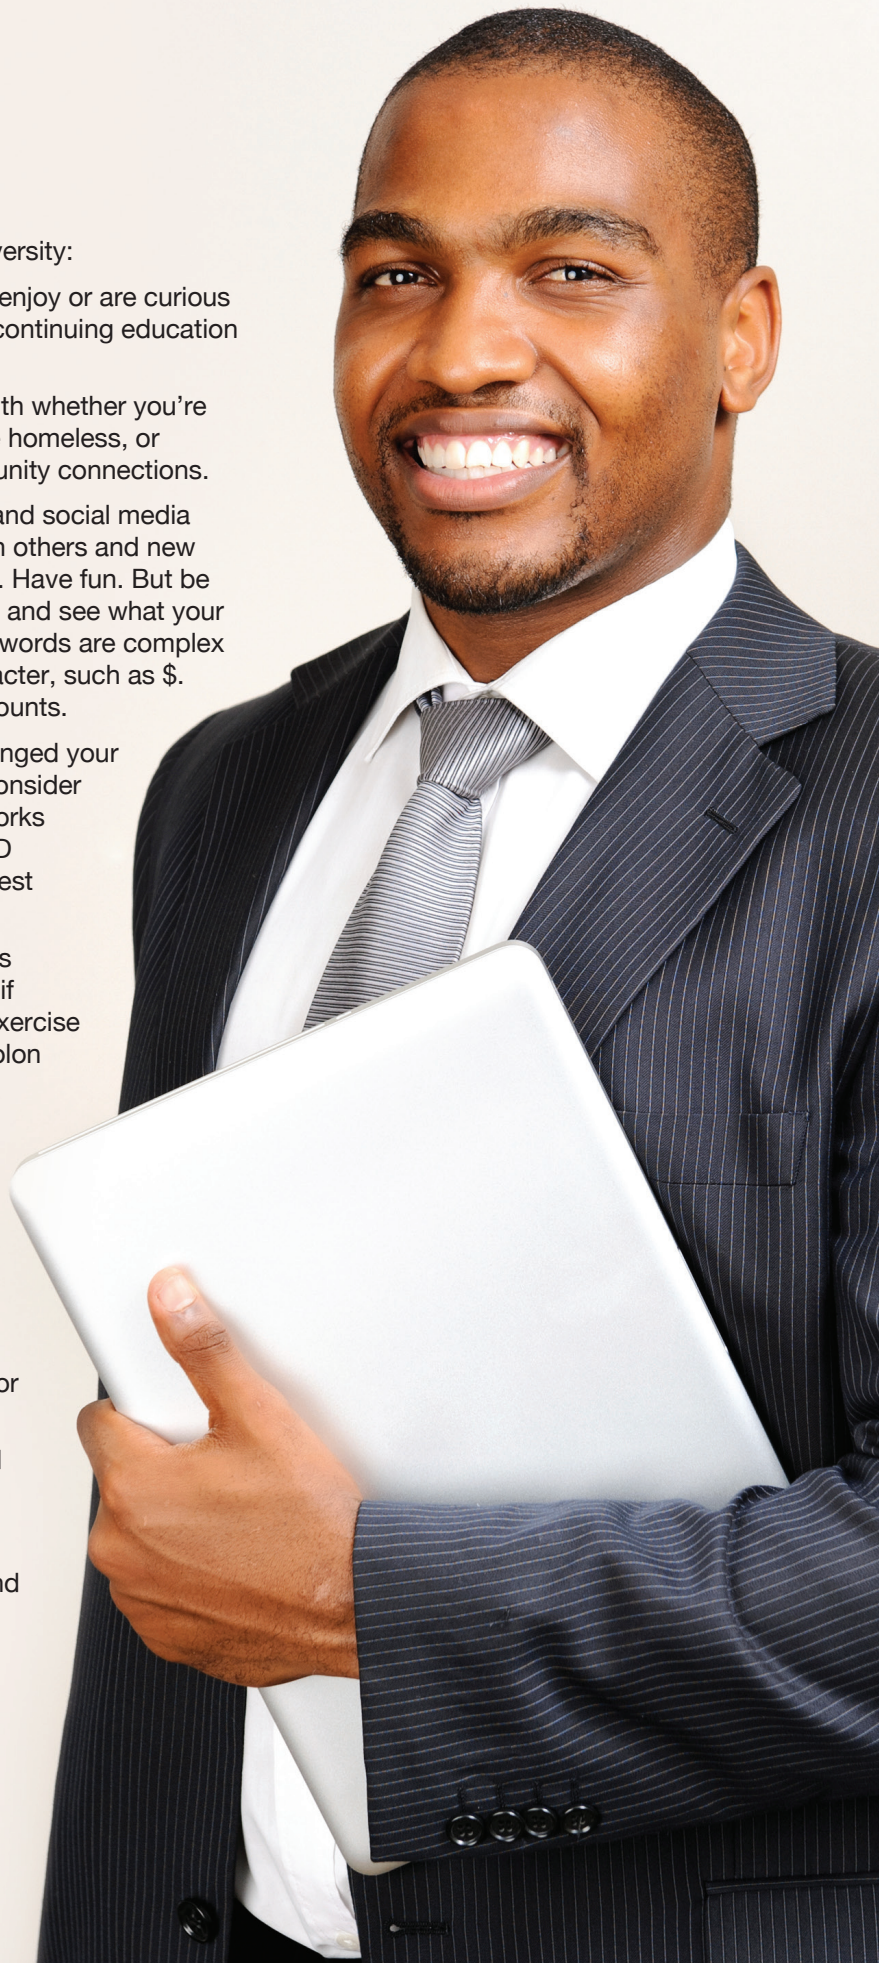 versity:
enjoy or are curious
continuing education
th whether you’re
homeless, or
unity connections.
and social media
n others and new
. Have fun. But be
and see what your
words are complex
acter, such as $.
ounts.
nged your
onsider
orks
D
est
s
if
xercise
olon
or
l
nd